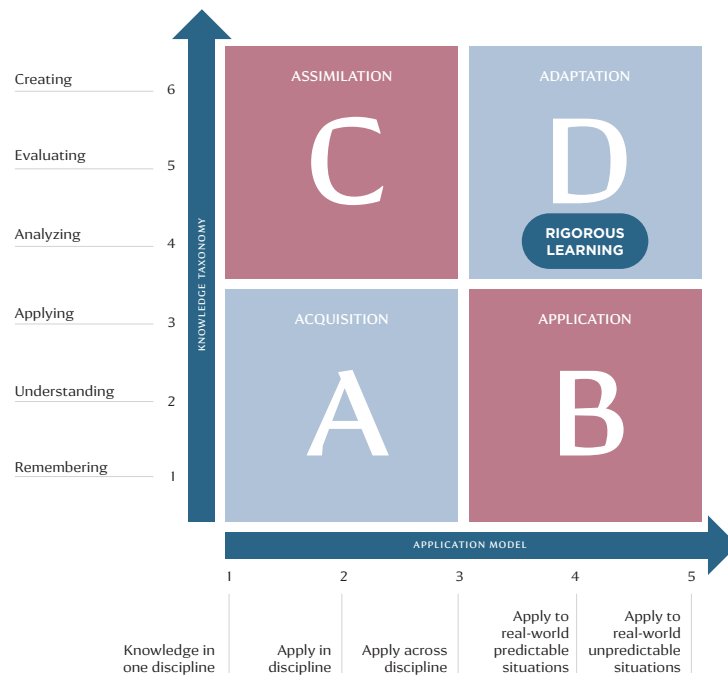 ASSIMILATION
ADAPTATION
Creating
6
C
D
Evaluating
5
RIGOROUS
LEARNING
Analyzing
4
KNOWLEDGE TAXONOMY
ACQUISITION
APPLICATION
Applying
3
A
B
Understanding
2
Remembering
1
APPLICATION MODEL
1
2
3
4
5
Knowledge in
one discipline
Apply in
discipline
Apply across
discipline
Apply to
real-world
predictable
situations
Apply to
real-world
unpredictable
situations